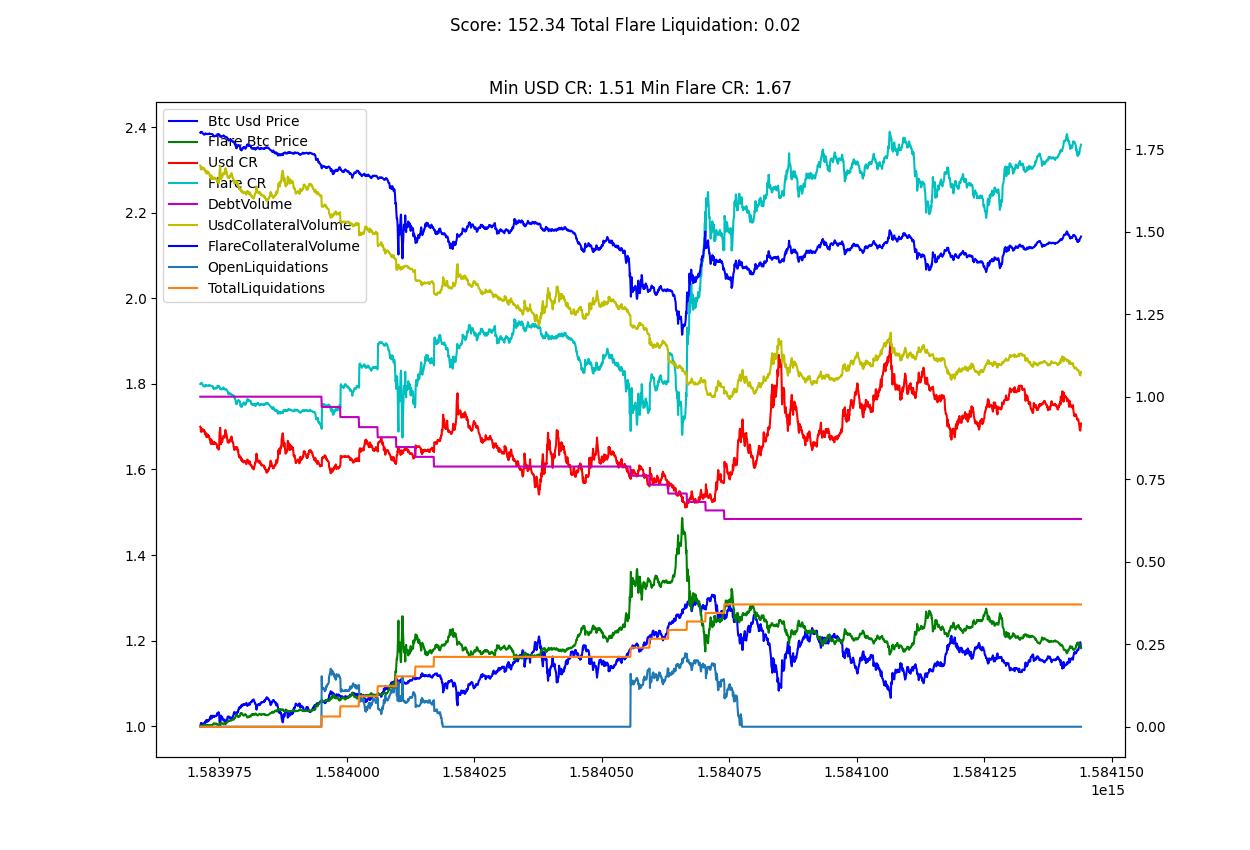 Score: 152.34 Total Flare Liquidation: 0.02
Min USD CR: 1.51 Min Flare CR: 1.67
Btc Usd Price
Flare Btc Price
Usd CR
Flare CR
DebtVolume
UsdCollateralVolume
FlareCollateralVolume
OpenLiquidations
TotalLiquidations
2.4
2.2
2.0
1.8
1.6
1.4
1.2
1.0
1.75
1.50
1.25
1.00
0.75
0.50
0.25
0.00
1.583975 1.584000 1.584025 1.584050 1.584075 1.584100 1.584125 1.584150
1e15